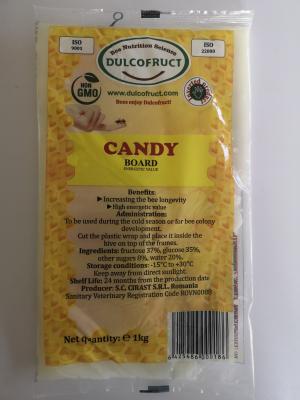 Bee Nutrition Science
ISO
9001
DULCOFRUCT
ISO
22000
NON
GMO
www.dulcofruct.com
Bees enjoy Dulcofruct!
CANDY
BOARD
ENERGETIC VALUE
Benefits:
▶ Increasing the bee longevity
▶ High energetic value
Administration:
To be used during the cold season or for bee colony
development.
Cut the plastic wrap and place it inside the
hive on top of the frames.
Ingredients: fructose 37%, glucose 35%,
other sugars 8%, water 20%.
Storage conditions: -15°C to +30°C
Keep away from direct sunlight.
Shelf Life: 24 months from the production date
Producer: S.C. CIRAST S.R.L. Romania
Sanitary Veterinary Registration Code ROVN0008
Net Quantity: ℮ 1kg